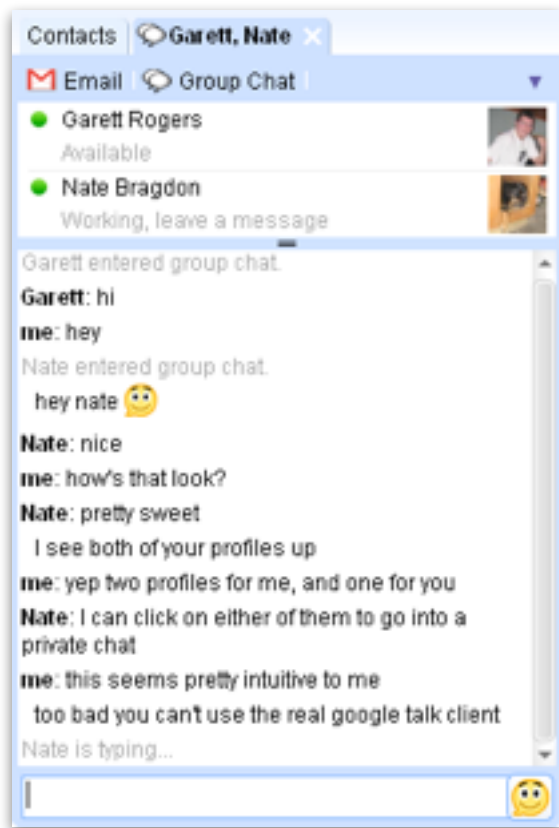 Contacts Garett, Nate
Email Group Chat
Garett Rogers
Available
Nate Bragdon
Working, leave a message
Garett entered group chat.
Garett: hi
me: hey
Nate entered group chat.
hey nate
Nate: nice
me: how's that look?
Nate: pretty sweet
I see both of your profiles up
me: yep two profiles for me, and one for you
Nate: I can click on either of them to go into a
private chat
me: this seems pretty intuitive to me
too bad you can't use the real google talk client
Nate is typing...